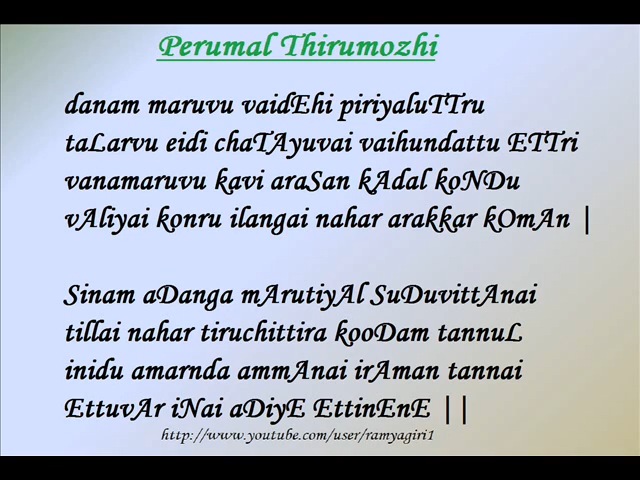 Perumal Thirumozhi
danam maruvu vaidEhi piriyaluTTru
taLarvu eidi chaTAyuvai vaihundattu ETTri
vanamaruvu kavi araSan kAdal koNDu
vAliyai konru ilangai nahar arakkar kOmAn |
Sinam aDanga mArutiyAl SuDuvittAnai
tillai nahar tiruchittira kooDam tannuL
inidu amarnda ammAnai irAman tannai
EttuvAr iNai aDiyE EttinEnE ||
http://www.youtube.com/user/ramyagiri1